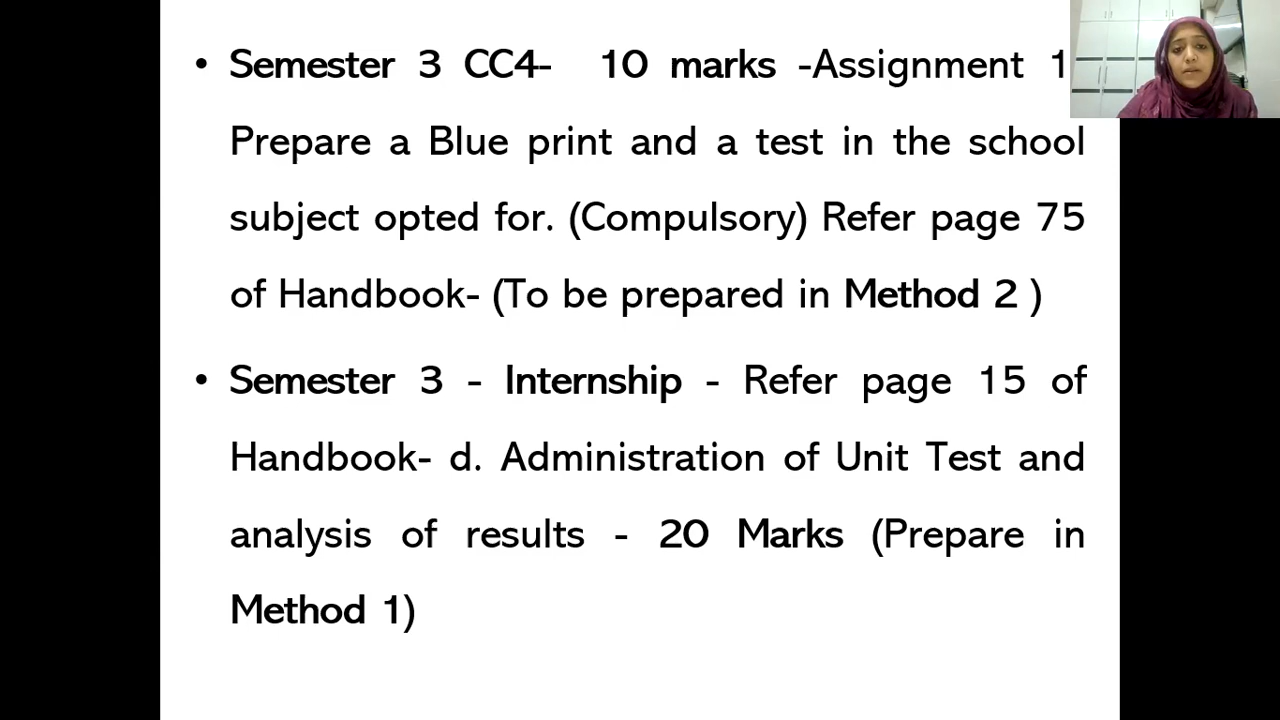 • Semester 3 CC4- 10 marks -Assignment 1
Prepare a Blue print and a test in the school
subject opted for. (Compulsory) Refer page 75
of Handbook- (To be prepared in Method 2 )
• Semester 3 - Internship - Refer page 15 of
Handbook- d. Administration of Unit Test and
analysis of results - 20 Marks (Prepare in
Method 1)